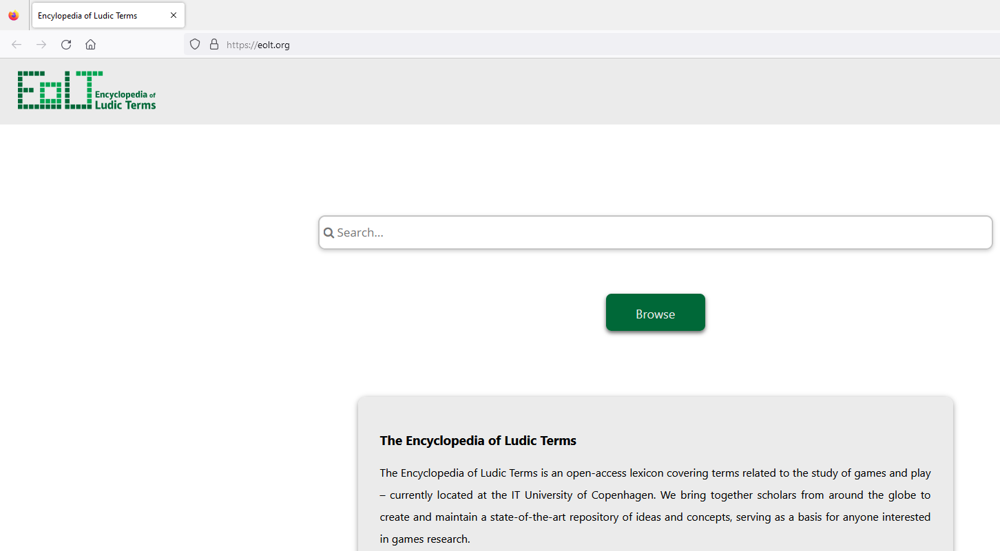 Encylopedia of Ludic Terms
https://eolt.org
EoLT Encyclopedia of
Ludic Terms
Search...
Browse
The Encyclopedia of Ludic Terms
The Encyclopedia of Ludic Terms is an open-access lexicon covering terms related to the study of games and play
– currently located at the IT University of Copenhagen. We bring together scholars from around the globe to
create and maintain a state-of-the-art repository of ideas and concepts, serving as a basis for anyone interested
in games research.